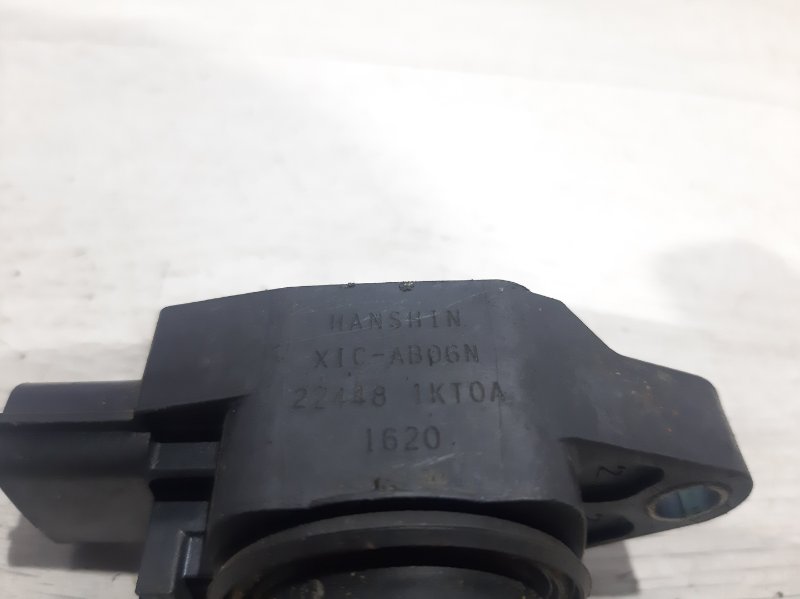 HANSHIN
XIC-AB06N
22448 1KT0A
1620